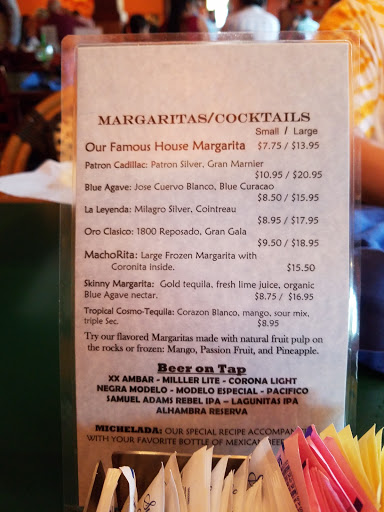 MARGARITAS/COCKTAILS
Small / Large
Our Famous House Margarita $7.75 / $13.95
Patron Cadillac: Patron Silver, Gran Marnier
$10.95 / $20.95
Blue Agave: Jose Cuervo Blanco, Blue Curacao
$8.50 / $15.95
La Leyenda: Milagro Silver, Cointreau
$8.95 / $17.95
Oro Clasico: 1800 Reposado, Gran Gala
$9.50 / $18.95
MachoRita: Large Frozen Margarita with
Coronita inside. $15.50
Skinny Margarita: Gold tequila, fresh lime juice, organic
Blue Agave nectar. $8.75 / $16.95
Tropical Cosmo-Tequila: Corazon Blanco, mango, sour mix,
triple Sec. $8.95
Try our flavored Margaritas made with natural fruit pulp on
the rocks or frozen: Mango, Passion Fruit, and Pineapple.
Beer on Tap
XX AMBAR - MILLLER LITE - CORONA LIGHT
NEGRA MODELO - MODELO ESPECIAL - PACIFICO
SAMUEL ADAMS REBEL IPA – LAGUNITAS IPA
ALHAMBRA RESERVA
MICHELADA: OUR SPECIAL RECIPE ACCOMPAN
WITH YOUR FAVORITE BOTTLE OF MEXICAN BEER